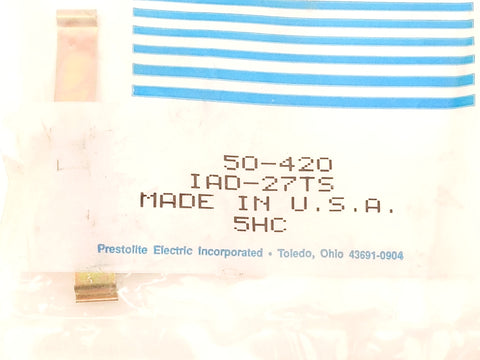 50-420
IAD-27TS
MADE IN U.S.A.
5HC
Prestolite Electric Incorporated • Toledo, Ohio 43691-0904